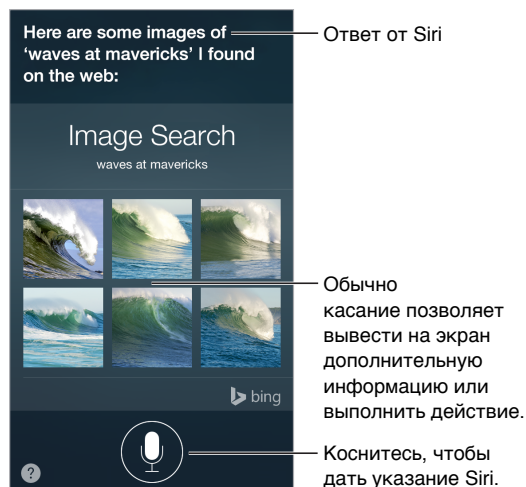 Here are some images of
‘waves at mavericks’ I found
on the web:
Ответ от Siri
Image Search
waves at mavericks
Обычно
касание позволяет
вывести на экран
дополнительную
информацию или
выполнить действие.
bing
?
Коснитесь, чтобы
дать указание Siri.